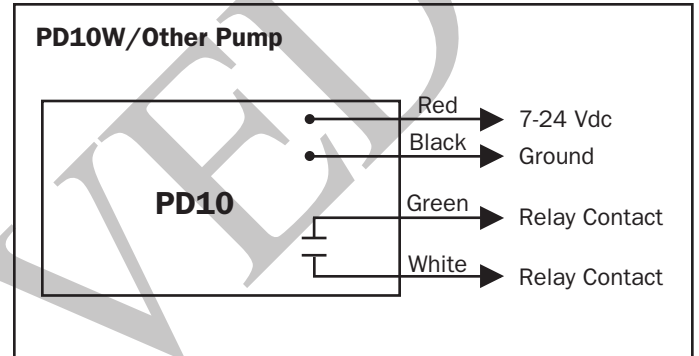 PD10W/Other Pump
Red
7-24 Vdc
Black
Ground
PD10
Green
Relay Contact
White
Relay Contact